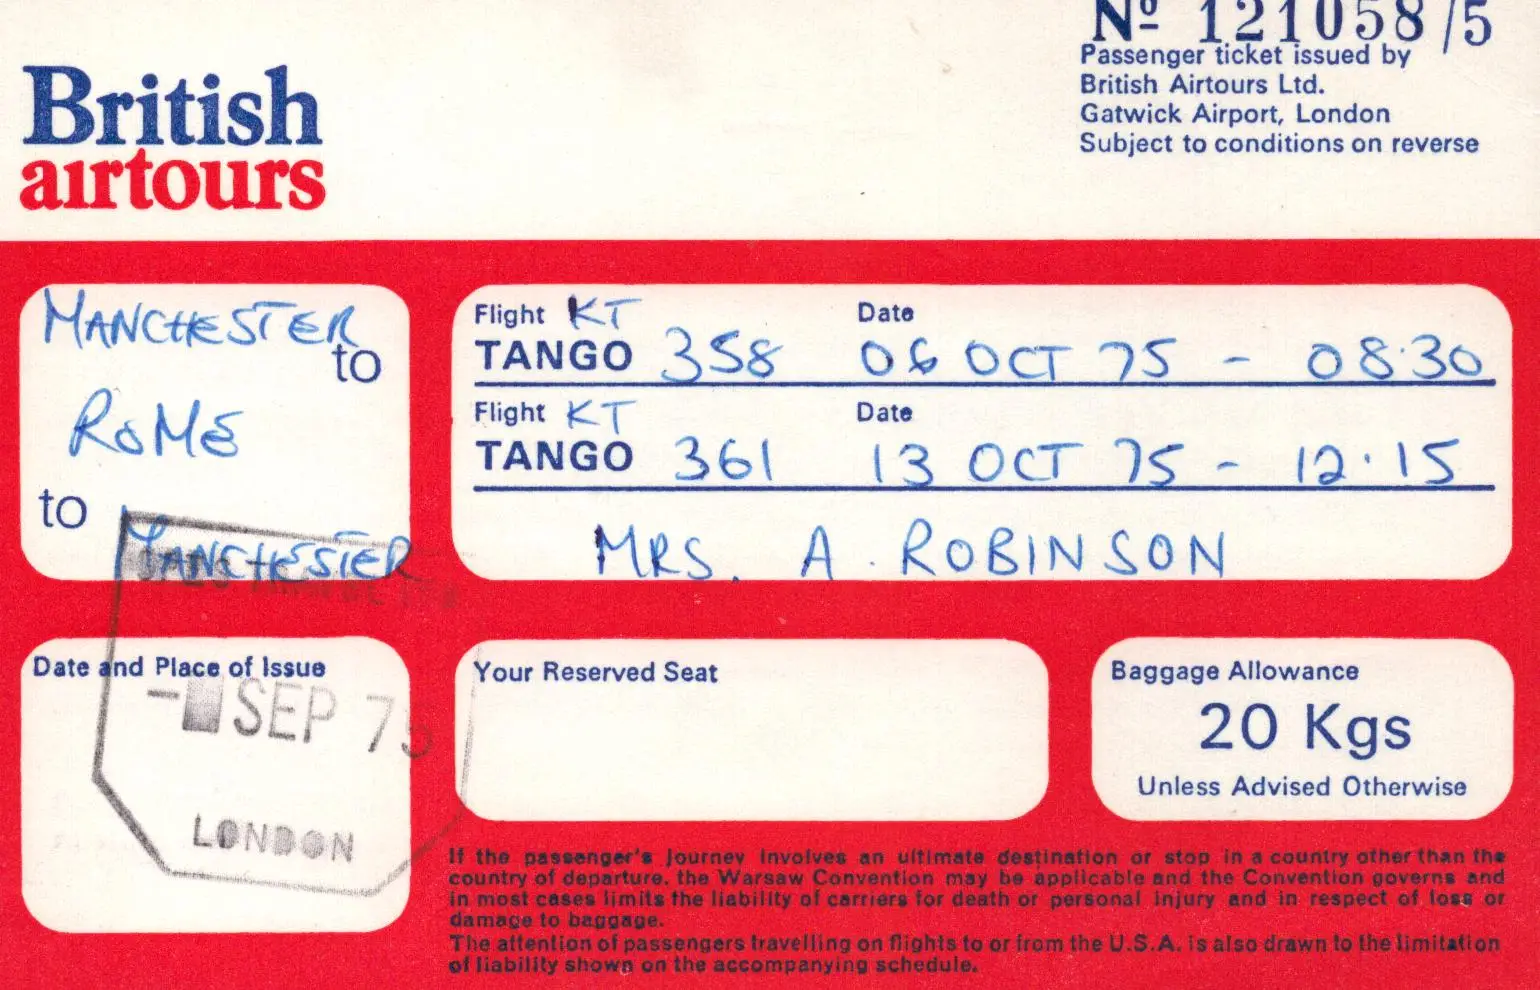 Nº 121058/5
Passenger ticket issued by
British Airtours Ltd.
Gatwick Airport, London
Subject to conditions on reverse
British
airtours
MANCHESTER
to
ROME
to
MANCHESTER
Flight KT Date
TANGO 358 06 OCT 75 - 08·30
Flight KT Date
TANGO 361 13 OCT 75 - 12·15
MRS. A. ROBINSON
Date and Place of Issue
- SEP 75
LONDON
Your Reserved Seat
Baggage Allowance
20 Kgs
Unless Advised Otherwise
If the passenger's journey involves an ultimate destination or stop in a country other than the
country of departure, the Warsaw Convention may be applicable and the Convention governs and
in most cases limits the liability of carriers for death or personal injury and in respect of loss or
damage to baggage.
The attention of passengers travelling on flights to or from the U.S.A. is also drawn to the limitation
of liability shown on the accompanying schedule.